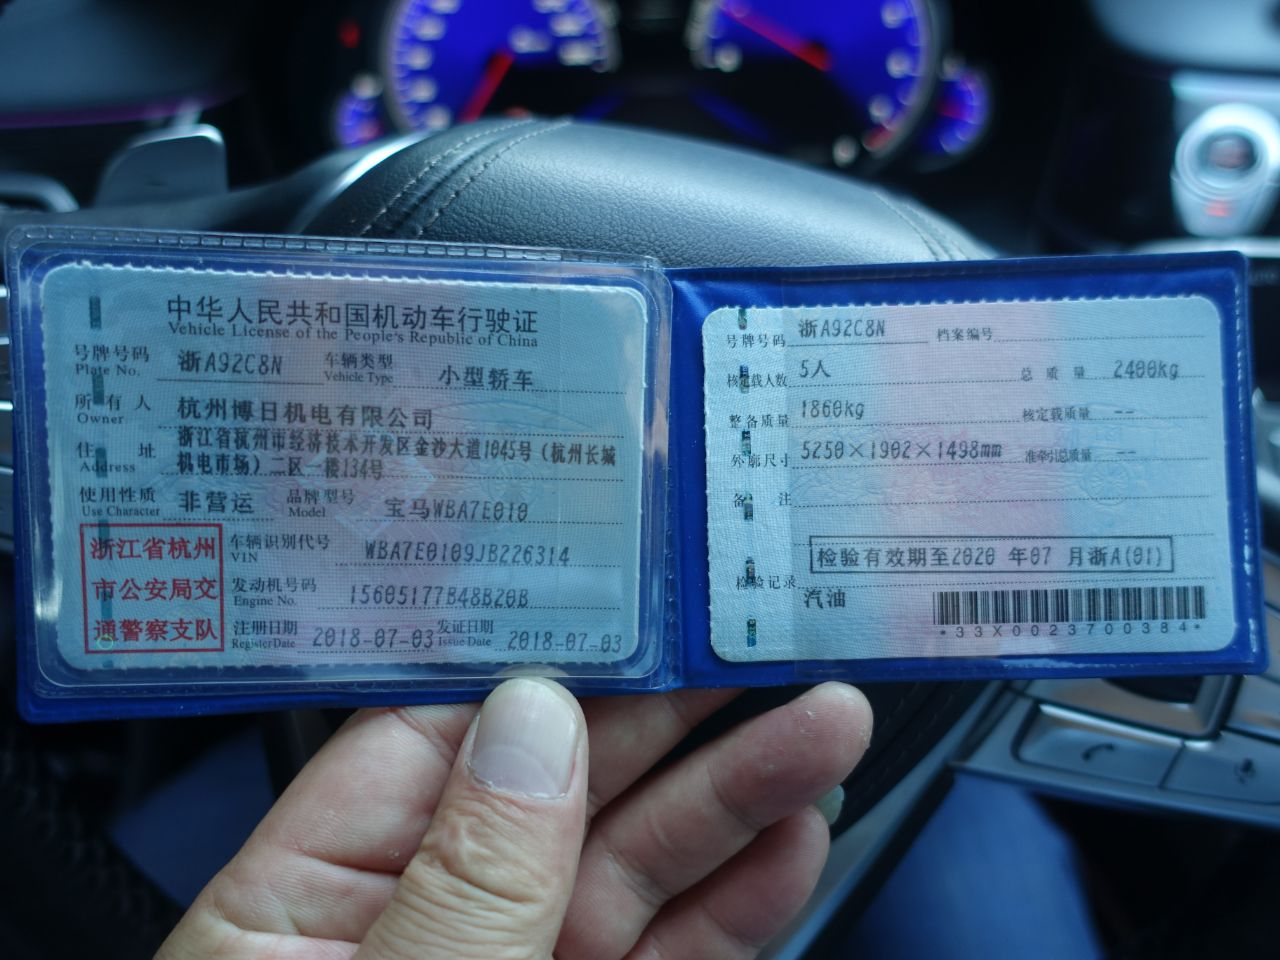 中华人民共和国机动车行驶证
Vehicle License of the People's Republic of China
号牌号码 浙A92C8N 车辆类型 小型轿车
Plate No. Vehicle Type
所有人 杭州博日机电有限公司
Owner
住址 浙江省杭州市经济技术开发区金沙大道1045号（杭州长城
Address 机电市场）二区一楼134号
使用性质 非营运 品牌型号 宝马WBA7E010
Use Character Model
浙江省杭州
市公安局交
通警察支队
车辆识别代号 WBA7E0109JB226314
VIN
发动机号码 15605177B48B20B
Engine No.
注册日期 2018-07-03 发证日期 2018-07-03
Register Date Issue Date
号牌号码 浙A92C8N 档案编号
核定载人数 5人 总质量 2400kg
整备质量 1860kg 核定载质量 --
外廓尺寸 5250×1902×1498mm 准牵引总质量 --
备注
检验有效期至2020 年07 月浙A(01)
检验记录
汽油
*33X0023700384*